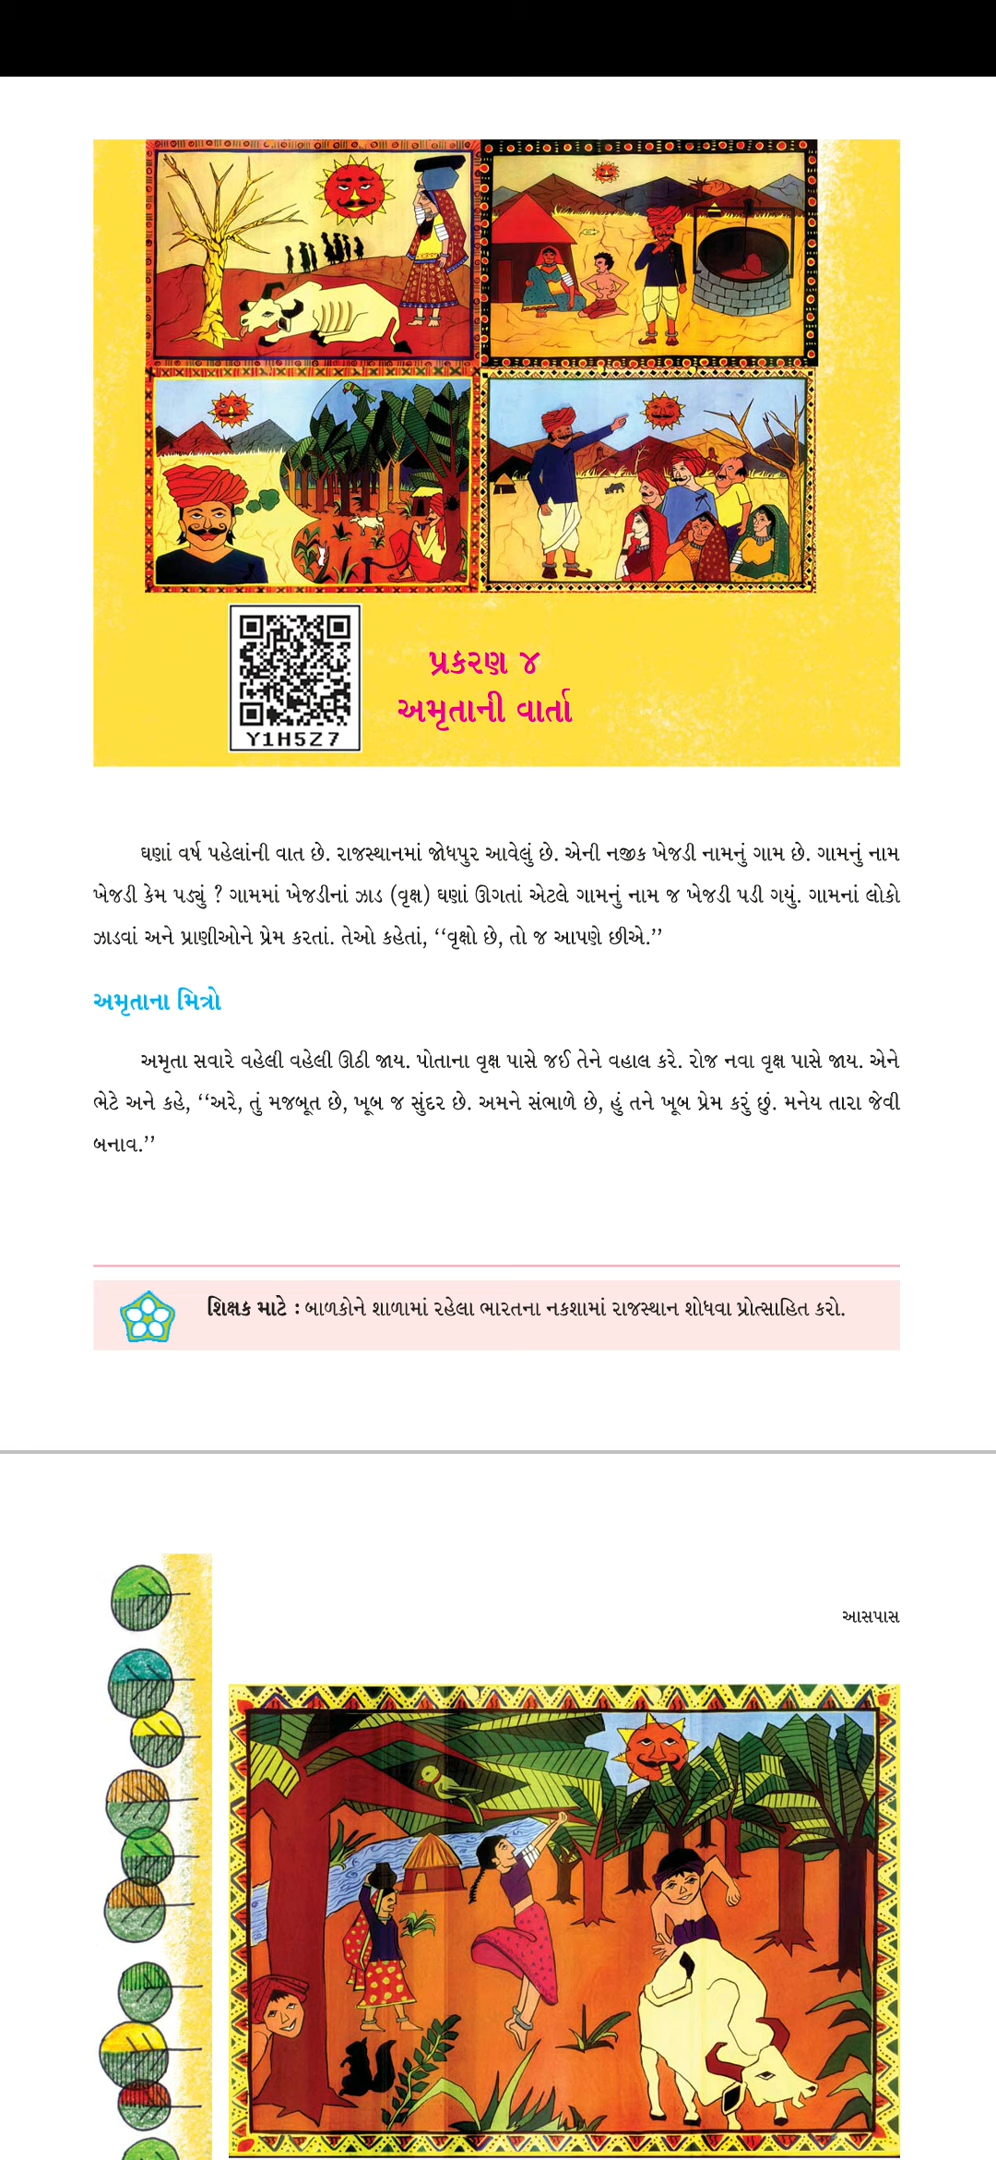 Y1H5Z7
પ્રકરણ ૪
અમૃતાની વાર્તા
ઘણાં વર્ષ પહેલાંની વાત છે. રાજસ્થાનમાં જોધપુર આવેલું છે. એની નજીક ખેજડી નામનું ગામ છે. ગામનું નામ
ખેજડી કેમ પડ્યું ? ગામમાં ખેજડીનાં ઝાડ (વૃક્ષ) ઘણાં ઊગતાં એટલે ગામનું નામ જ ખેજડી પડી ગયું. ગામનાં લોકો
ઝાડવાં અને પ્રાણીઓને પ્રેમ કરતાં. તેઓ કહેતાં, ‘‘વૃક્ષો છે, તો જ આપણે છીએ.’’
અમૃતાના મિત્રો
અમૃતા સવારે વહેલી વહેલી ઊઠી જાય. પોતાના વૃક્ષ પાસે જઈ તેને વહાલ કરે. રોજ નવા વૃક્ષ પાસે જાય. એને
ભેટે અને કહે, ‘‘અરે, તું મજબૂત છે, ખૂબ જ સુંદર છે. અમને સંભાળે છે, હું તને ખૂબ પ્રેમ કરું છું. મનેય તારા જેવી
બનાવ.’’
શિક્ષક માટે : બાળકોને શાળામાં રહેલા ભારતના નકશામાં રાજસ્થાન શોધવા પ્રોત્સાહિત કરો.
આસપાસ